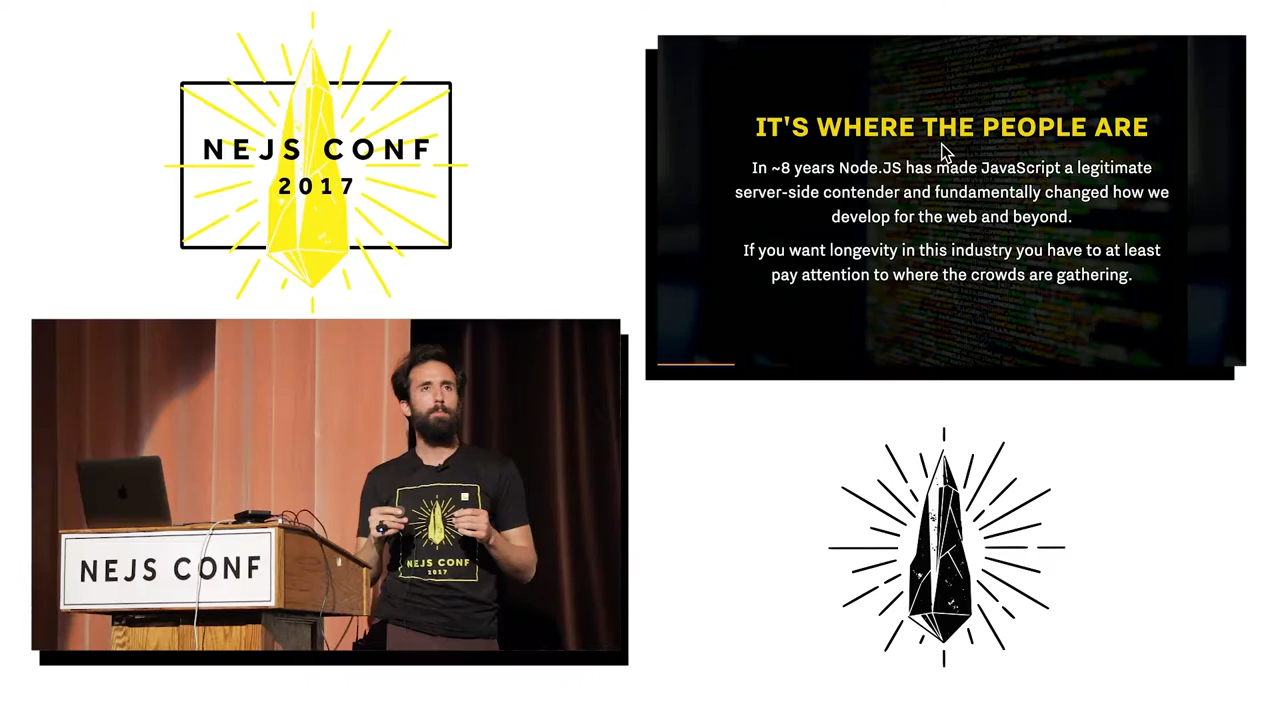 NEJS CONF
2017
IT'S WHERE THE PEOPLE ARE
In ~8 years Node.JS has made JavaScript a legitimate
server-side contender and fundamentally changed how we
develop for the web and beyond.
If you want longevity in this industry you have to at least
pay attention to where the crowds are gathering.
NEJS CONF
NEJS CONF
2017